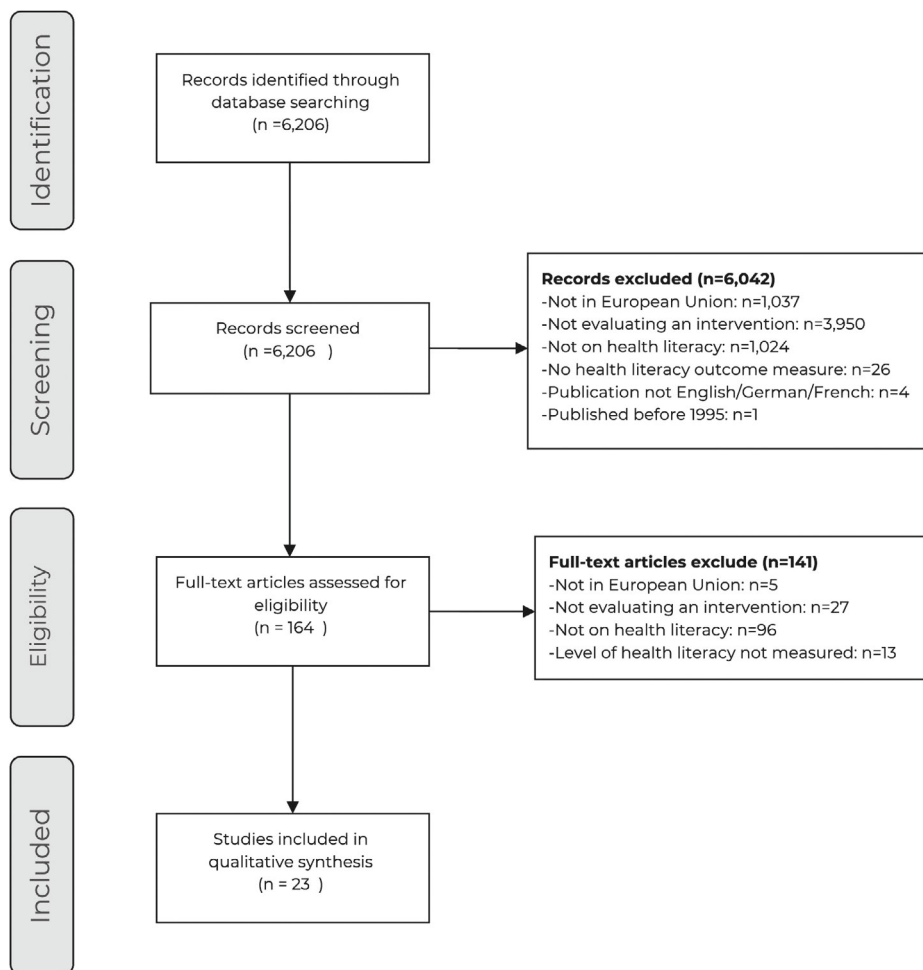 Identification
Records identified through
database searching
(n =6,206)
Screening
Records screened
(n =6,206 )
Records excluded (n=6,042)
-Not in European Union: n=1,037
-Not evaluating an intervention: n=3,950
-Not on health literacy: n=1,024
-No health literacy outcome measure: n=26
-Publication not English/German/French: n=4
-Published before 1995: n=1
Eligibility
Full-text articles assessed for
eligibility
(n = 164 )
Full-text articles exclude (n=141)
-Not in European Union: n=5
-Not evaluating an intervention: n=27
-Not on health literacy: n=96
-Level of health literacy not measured: n=13
Included
Studies included in
qualitative synthesis
(n = 23 )